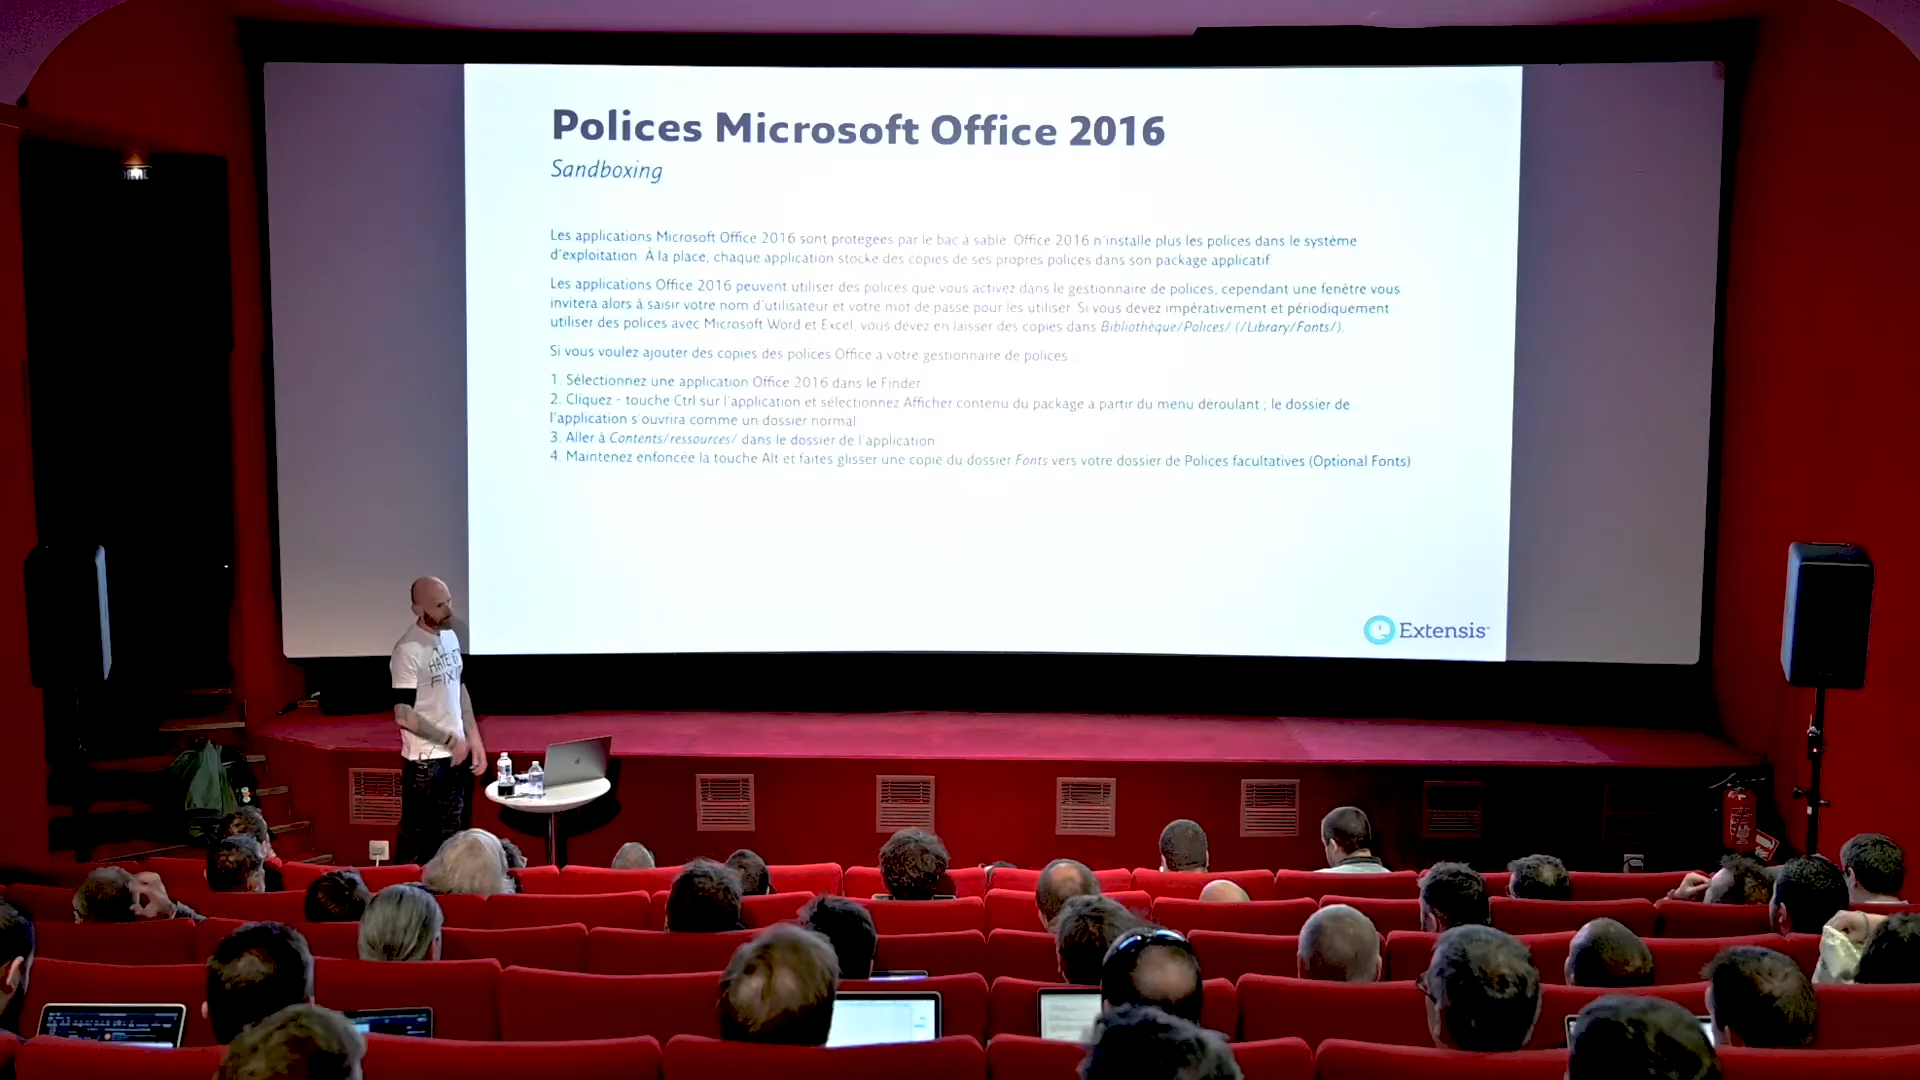 Polices Microsoft Office 2016
Sandboxing
Les applications Microsoft Office 2016 sont protegees par le bac à sable. Office 2016 n'installe plus les polices dans le système
d'exploitation. À la place, chaque application stocke des copies de ses propres polices dans son package applicatif
Les applications Office 2016 peuvent utiliser des polices que vous activez dans le gestionnaire de polices, cependant une fenêtre vous
invitera alors à saisir votre nom d'utilisateur et votre mot de passe pour les utiliser. Si vous devez impérativement et périodiquement
utiliser des polices avec Microsoft Word et Excel, vous devez en laisser des copies dans Bibliothèque/Polices/ (/Library/Fonts/).
Si vous voulez ajouter des copies des polices Office a votre gestionnaire de polices :
1. Sélectionnez une application Office 2016 dans le Finder
2. Cliquez - touche Ctrl sur l'application et sélectionnez Afficher contenu du package a partir du menu deroulant ; le dossier de
l'application s'ouvrira comme un dossier normal
3. Aller à Contents/ressources/ dans le dossier de l'application
4. Maintenez enfoncée la touche Alt et faites glisser une copie du dossier Fonts vers votre dossier de Polices facultatives (Optional Fonts)
Extensis
HATE